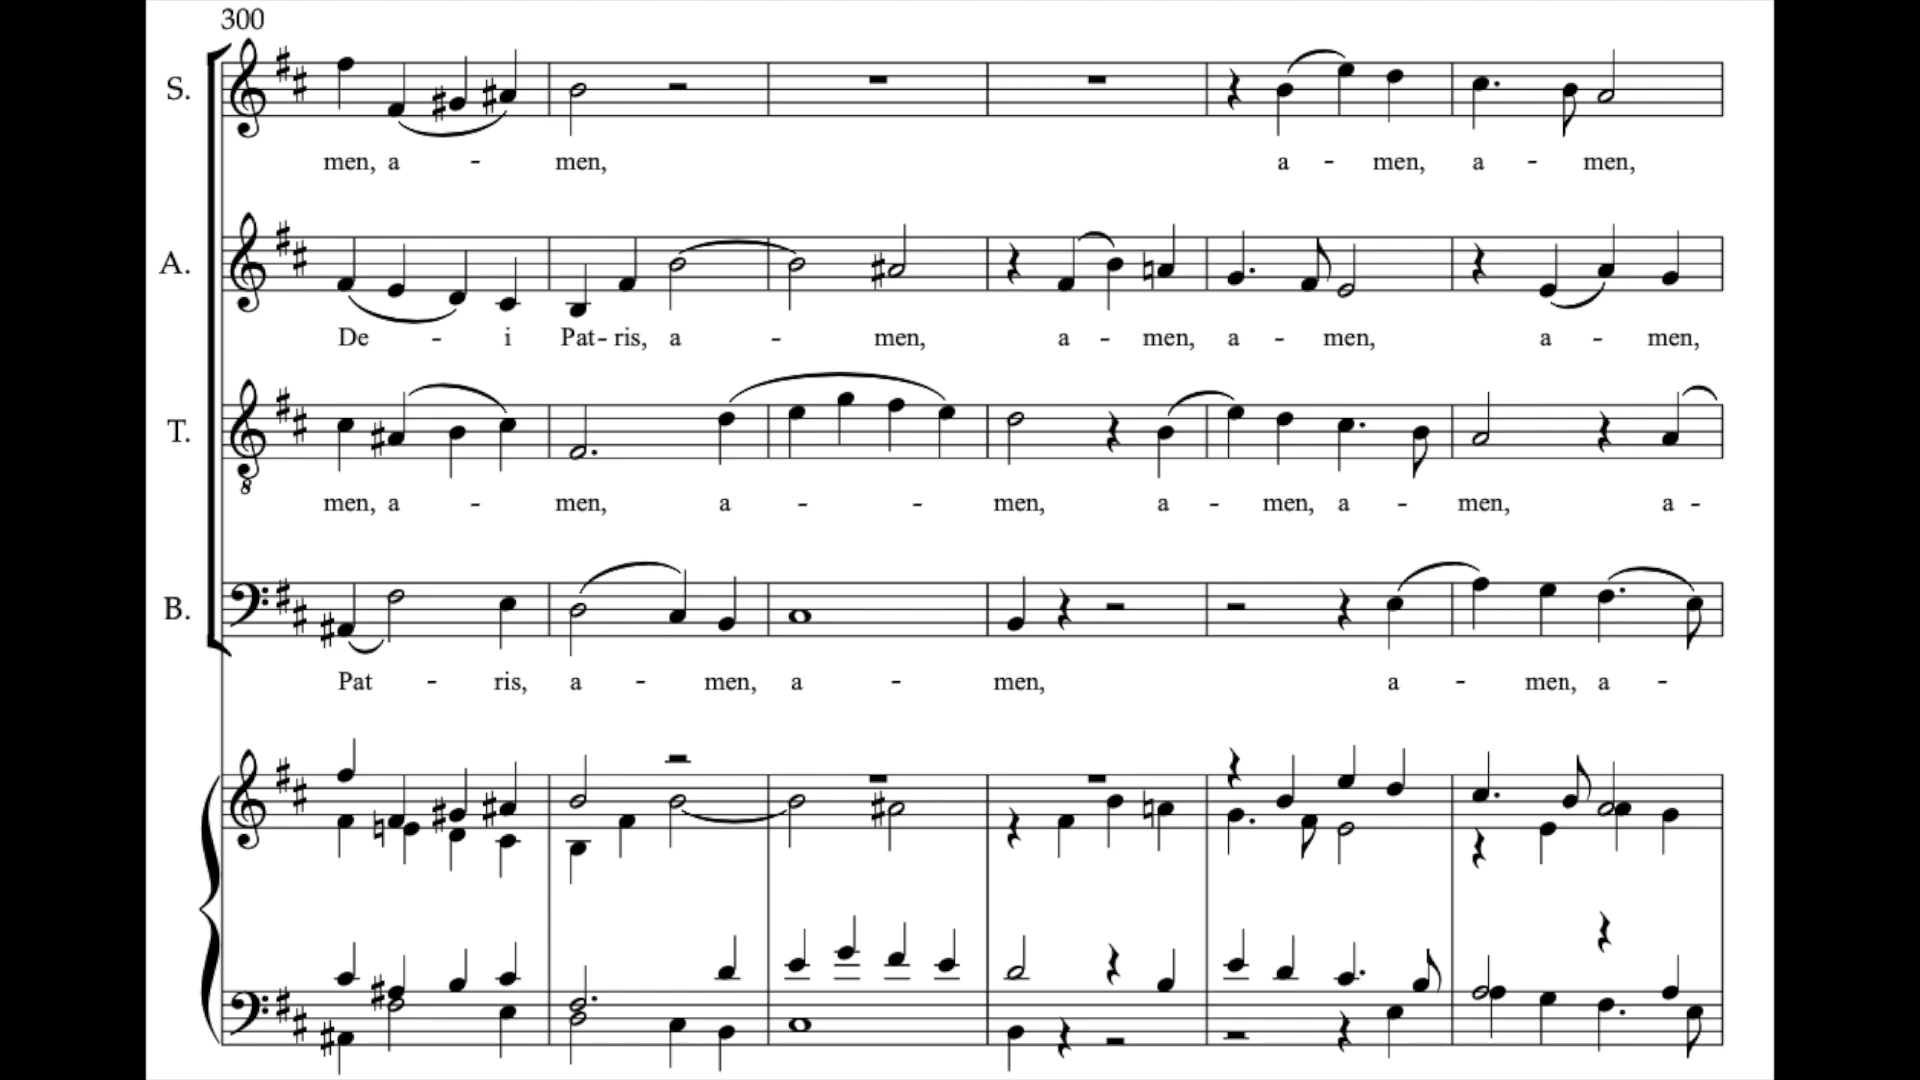 300
S.
men, a - men, a - men, a - men,
A.
De - i Pat - ris, a - men, a - men, a - men, a - men,
T.
men, a - men, a - - men, a - men, a - men, a -
B.
Pat - ris, a - men, a - men, a - men, a -